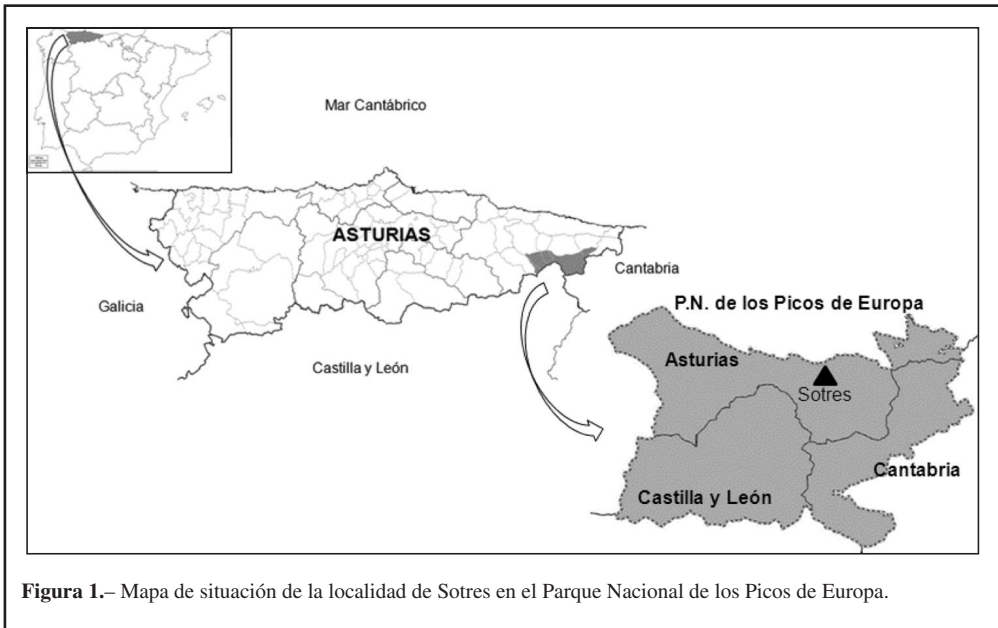 Mar Cantábrico
ASTURIAS
Cantabria
Galicia
Castilla y León
P.N. de los Picos de Europa
Asturias
Sotres
Cantabria
Castilla y León
Figura 1.– Mapa de situación de la localidad de Sotres en el Parque Nacional de los Picos de Europa.